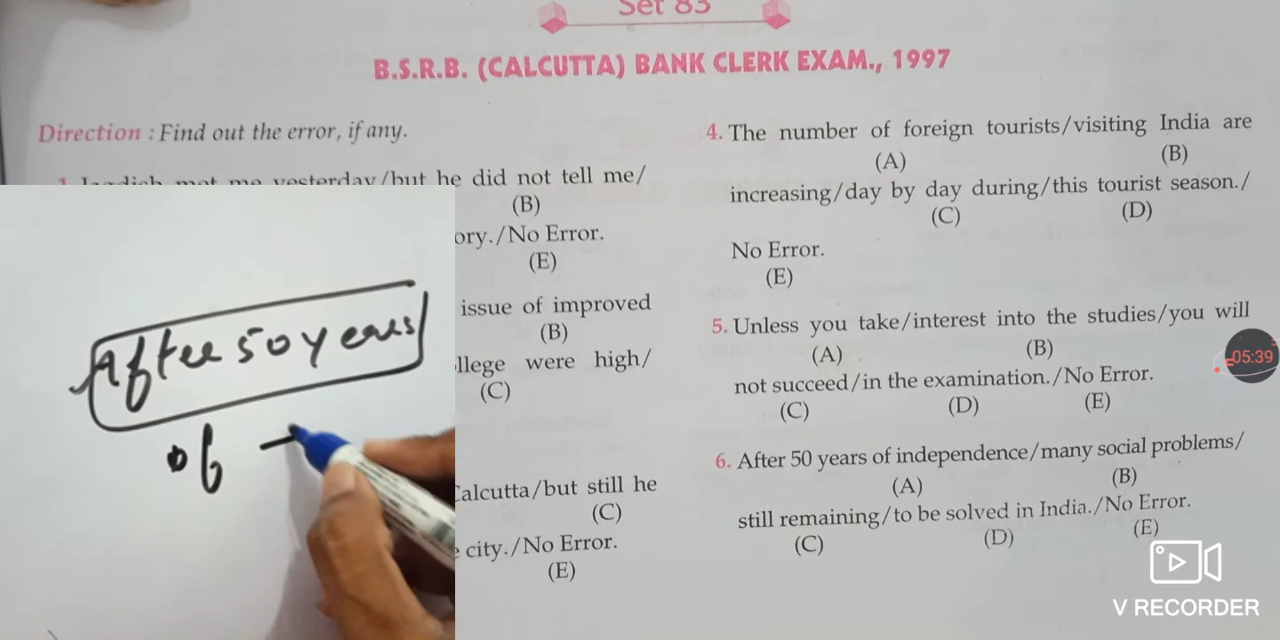 Set 83
B.S.R.B. (CALCUTTA) BANK CLERK EXAM., 1997
Direction : Find out the error, if any.
1. Jagdish met me yesterday/but he did not tell me/
(B)
ory./No Error.
(E)
issue of improved
(B)
llege were high/
(C)
Calcutta/but still he
(C)
city./No Error.
(E)
4. The number of foreign tourists/visiting India are
(A) (B)
increasing/day by day during/this tourist season./
(C) (D)
No Error.
(E)
5. Unless you take/interest into the studies/you will
(A) (B)
not succeed/in the examination./No Error.
(C) (D) (E)
6. After 50 years of independence/many social problems/
(A) (B)
still remaining/to be solved in India./No Error.
(C) (D) (E)
After 50 years
of
05:39
V RECORDER